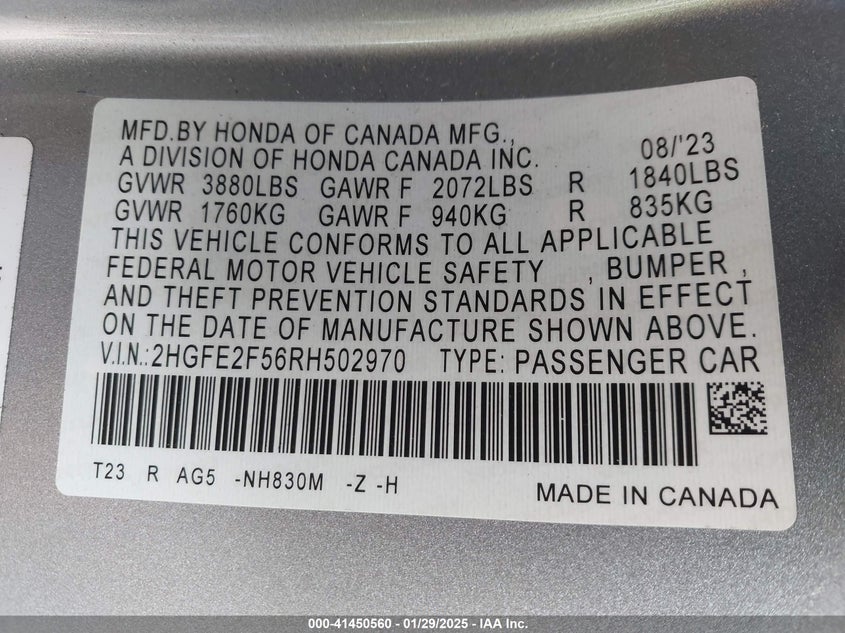 MFD.BY HONDA OF CANADA MFG., 08/'23
A DIVISION OF HONDA CANADA INC.
GVWR 3880LBS GAWR F 2072LBS R 1840LBS
GVWR 1760KG GAWR F 940KG R 835KG
THIS VEHICLE CONFORMS TO ALL APPLICABLE
FEDERAL MOTOR VEHICLE SAFETY , BUMPER ,
AND THEFT PREVENTION STANDARDS IN EFFECT
ON THE DATE OF MANUFACTURE SHOWN ABOVE.
V.I.N.:2HGFE2F56RH502970 TYPE: PASSENGER CAR
T23 R AG5 -NH830M -Z -H
MADE IN CANADA
000-41450560 - 01/29/2025 - IAA Inc.